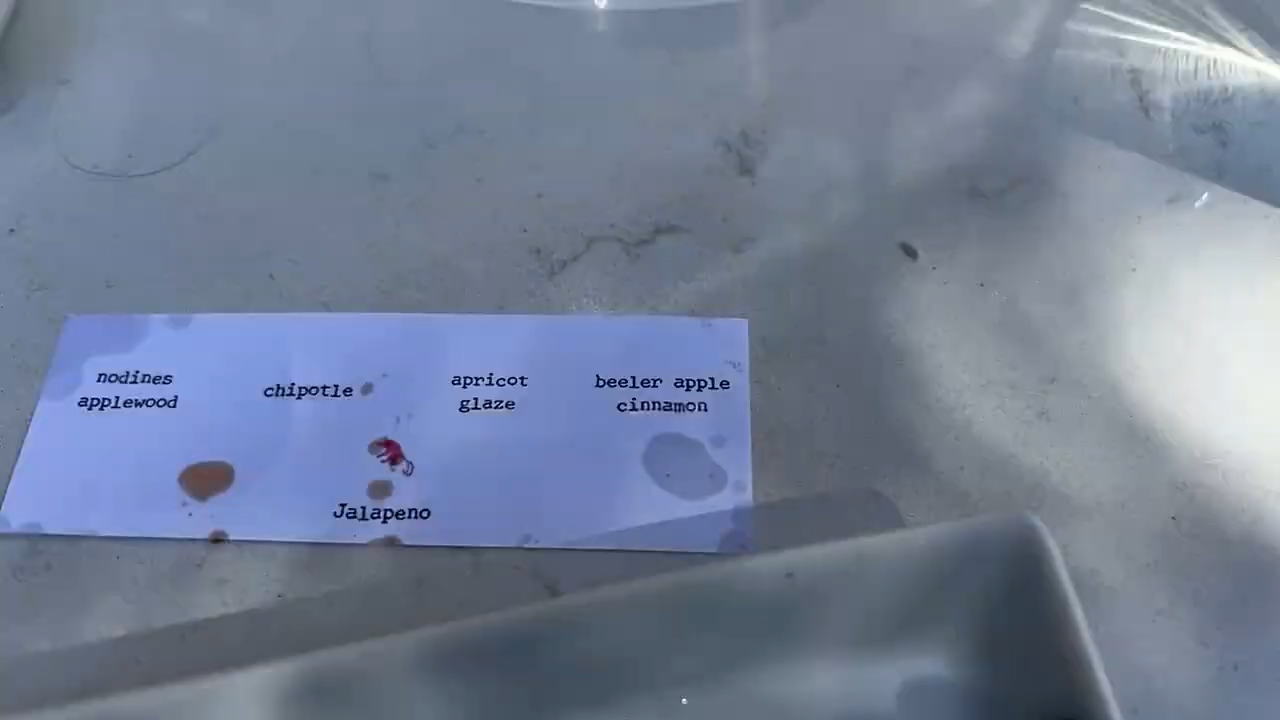 nodines
applewood
chipotle
apricot
glaze
beeler apple
cinnamon
Jalapeno